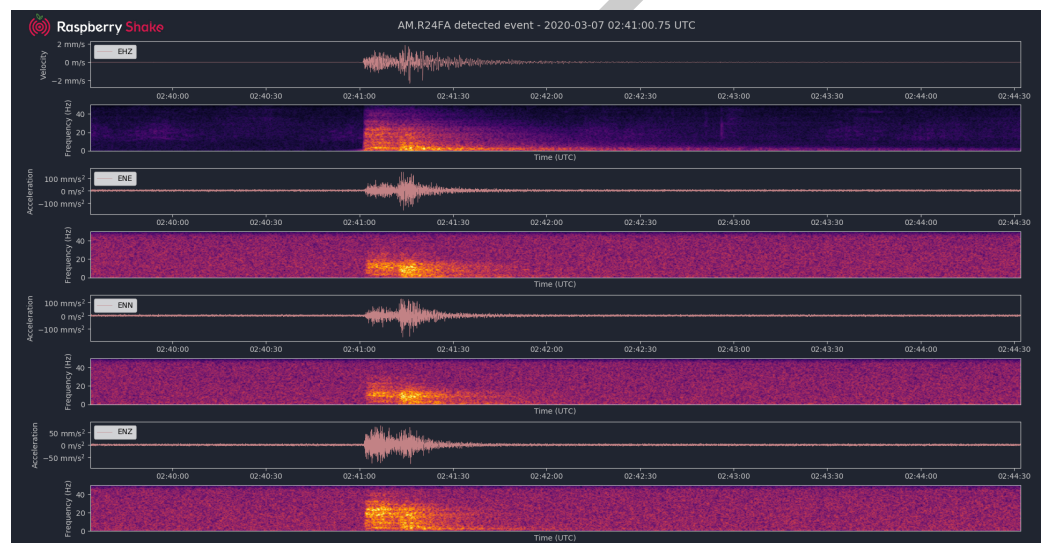 Raspberry Shake
AM.R24FA detected event - 2020-03-07 02:41:00.75 UTC
Velocity
2 mm/s
0 m/s
−2 mm/s
EHZ
02:40:00 02:40:30 02:41:00 02:41:30 02:42:00 02:42:30 02:43:00 02:43:30 02:44:00 02:44:30
Frequency (Hz)
40
20
0
Time (UTC)
Acceleration
100 mm/s²
0 m/s²
−100 mm/s²
ENE
02:40:00 02:40:30 02:41:00 02:41:30 02:42:00 02:42:30 02:43:00 02:43:30 02:44:00 02:44:30
Frequency (Hz)
40
20
0
Time (UTC)
Acceleration
100 mm/s²
0 m/s²
−100 mm/s²
ENN
02:40:00 02:40:30 02:41:00 02:41:30 02:42:00 02:42:30 02:43:00 02:43:30 02:44:00 02:44:30
Frequency (Hz)
40
20
0
Time (UTC)
Acceleration
50 mm/s²
0 m/s²
−50 mm/s²
ENZ
02:40:00 02:40:30 02:41:00 02:41:30 02:42:00 02:42:30 02:43:00 02:43:30 02:44:00 02:44:30
Frequency (Hz)
40
20
0
Time (UTC)